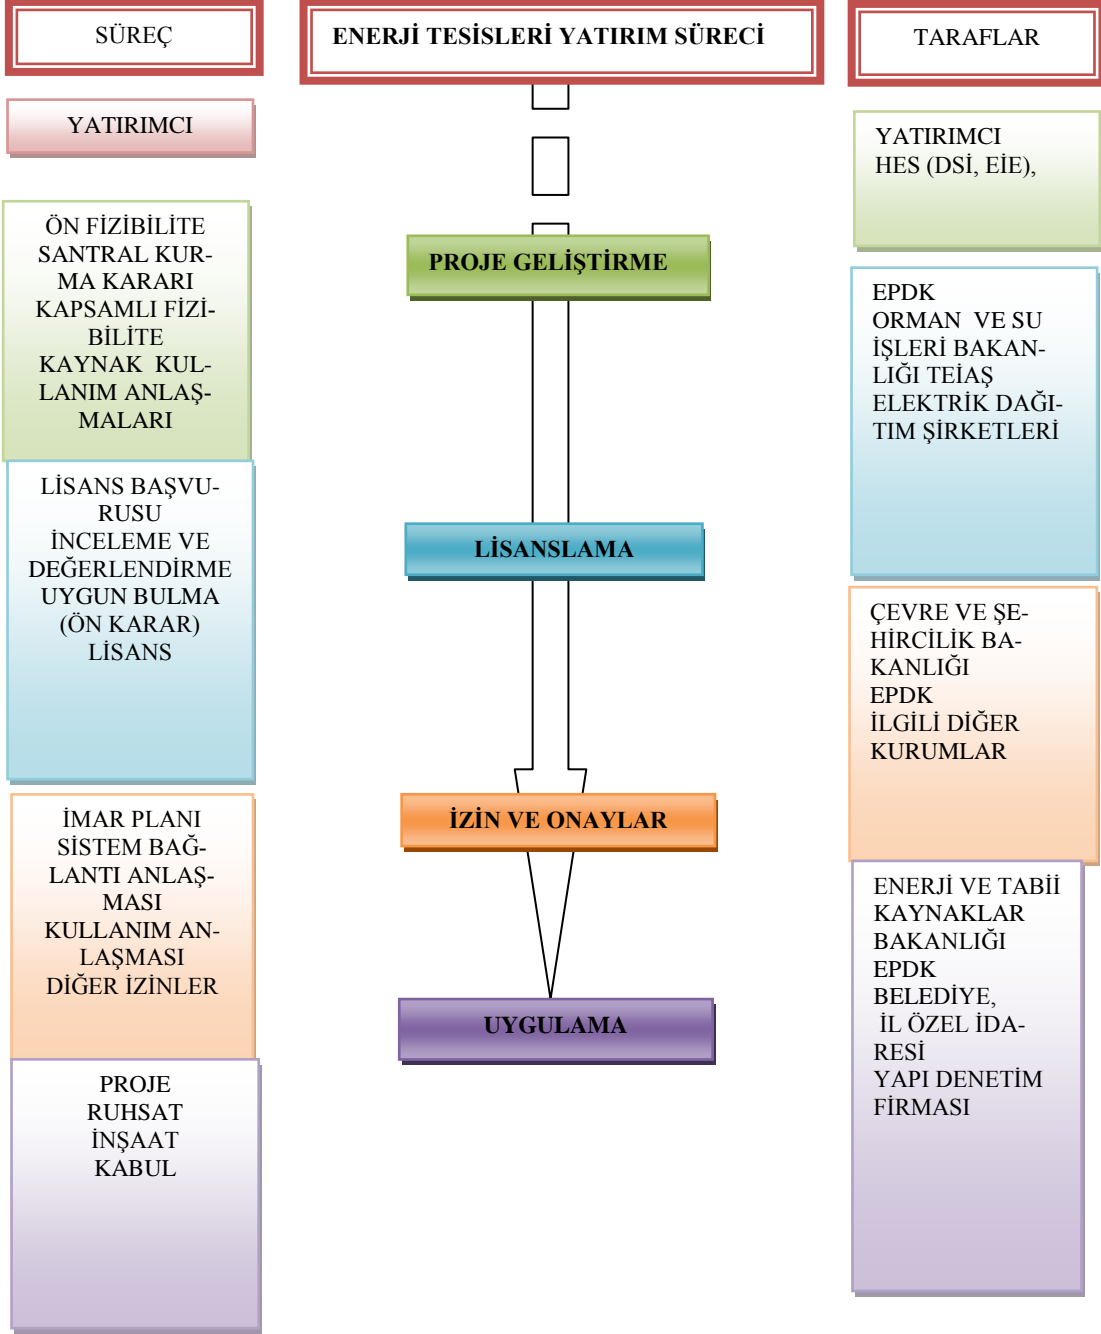 SÜREÇ
ENERJİ TESİSLERİ YATIRIM SÜRECİ
TARAFLAR
YATIRIMCI
ÖN FİZİBİLİTE
SANTRAL KUR-
MA KARARI
KAPSAMLI FİZİ-
BİLİTE
KAYNAK KUL-
LANIM ANLAŞ-
MALARI
LİSANS BAŞVU-
RUSU
İNCELEME VE
DEĞERLENDİRME
UYGUN BULMA
(ÖN KARAR)
LİSANS
İMAR PLANI
SİSTEM BAĞ-
LANTI ANLAŞ-
MASI
KULLANIM AN-
LAŞMASI
DİĞER İZİNLER
PROJE
RUHSAT
İNŞAAT
KABUL
PROJE GELİŞTİRME
LİSANSLAMA
İZİN VE ONAYLAR
UYGULAMA
YATIRIMCI
HES (DSİ, EİE),
EPDK
ORMAN VE SU
İŞLERİ BAKAN-
LIĞI TEİAŞ
ELEKTRİK DAĞI-
TIM ŞİRKETLERİ
ÇEVRE VE ŞE-
HİRCİLİK BA-
KANLIĞI
EPDK
İLGİLİ DİĞER
KURUMLAR
ENERJİ VE TABİİ
KAYNAKLAR
BAKANLIĞI
EPDK
BELEDİYE,
İL ÖZEL İDA-
RESİ
YAPI DENETİM
FİRMASI